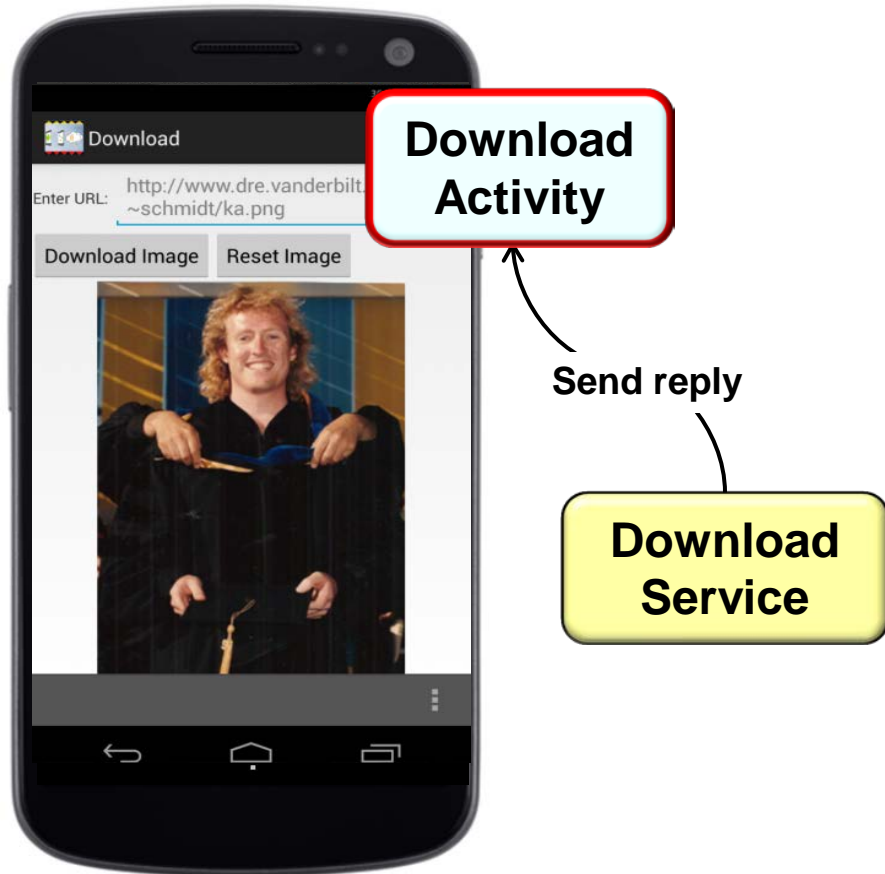 Download
Enter URL:
http://www.dre.vanderbilt.
~schmidt/ka.png
Download Image
Reset Image
Download
Activity
Send reply
Download
Service